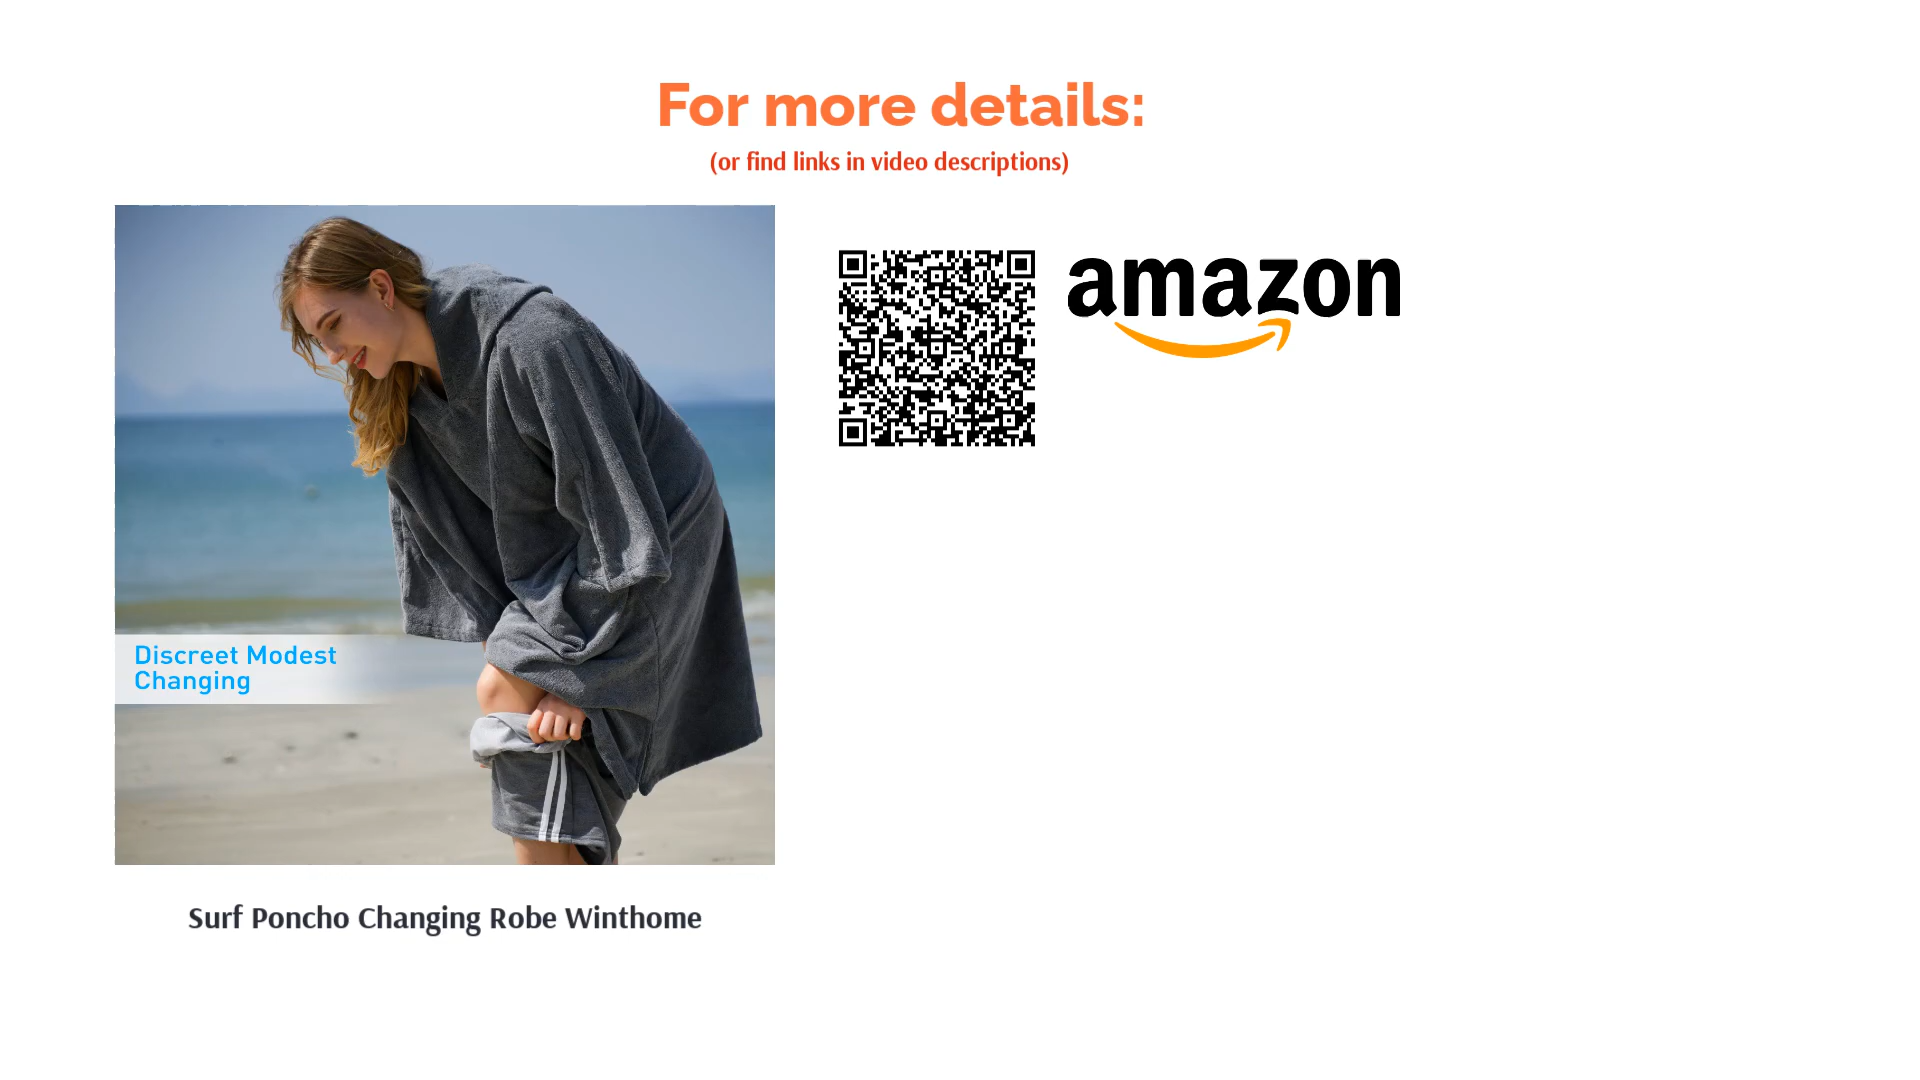 For more details:
(or find links in video descriptions)
amazon
Discreet Modest
Changing
Surf Poncho Changing Robe Winthome